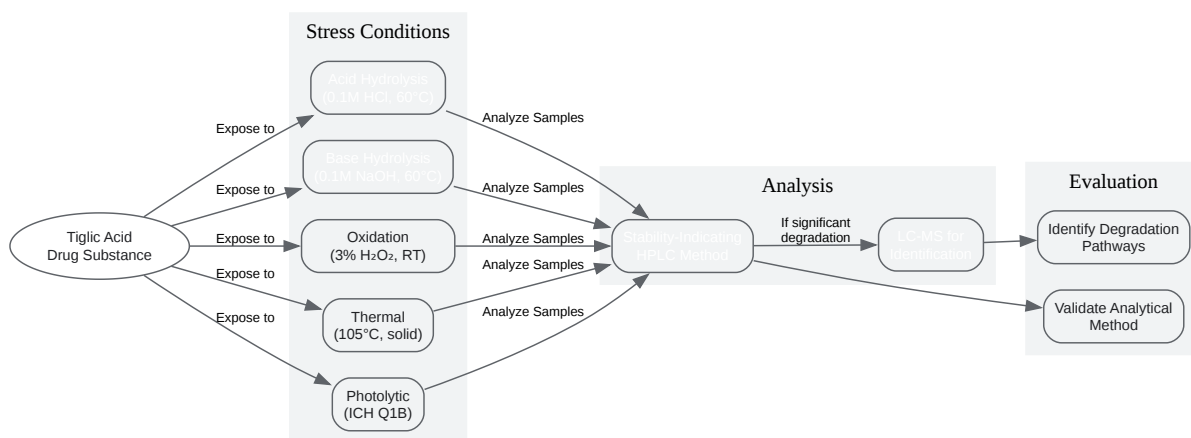 Stress Conditions
Acid Hydrolysis
(0.1M HCl, 60°C)
Expose to
Analyze Samples
Base Hydrolysis
(0.1M NaOH, 60°C)
Expose to
Analyze Samples
Tiglic Acid
Drug Substance
Expose to
Oxidation
(3% H₂O₂, RT)
Analyze Samples
Expose to
Thermal
(105°C, solid)
Analyze Samples
Expose to
Photolytic
(ICH Q1B)
Analyze Samples
Analysis
Stability-Indicating
HPLC Method
If significant
degradation
LC-MS for
Identification
Evaluation
Identify Degradation
Pathways
Validate Analytical
Method